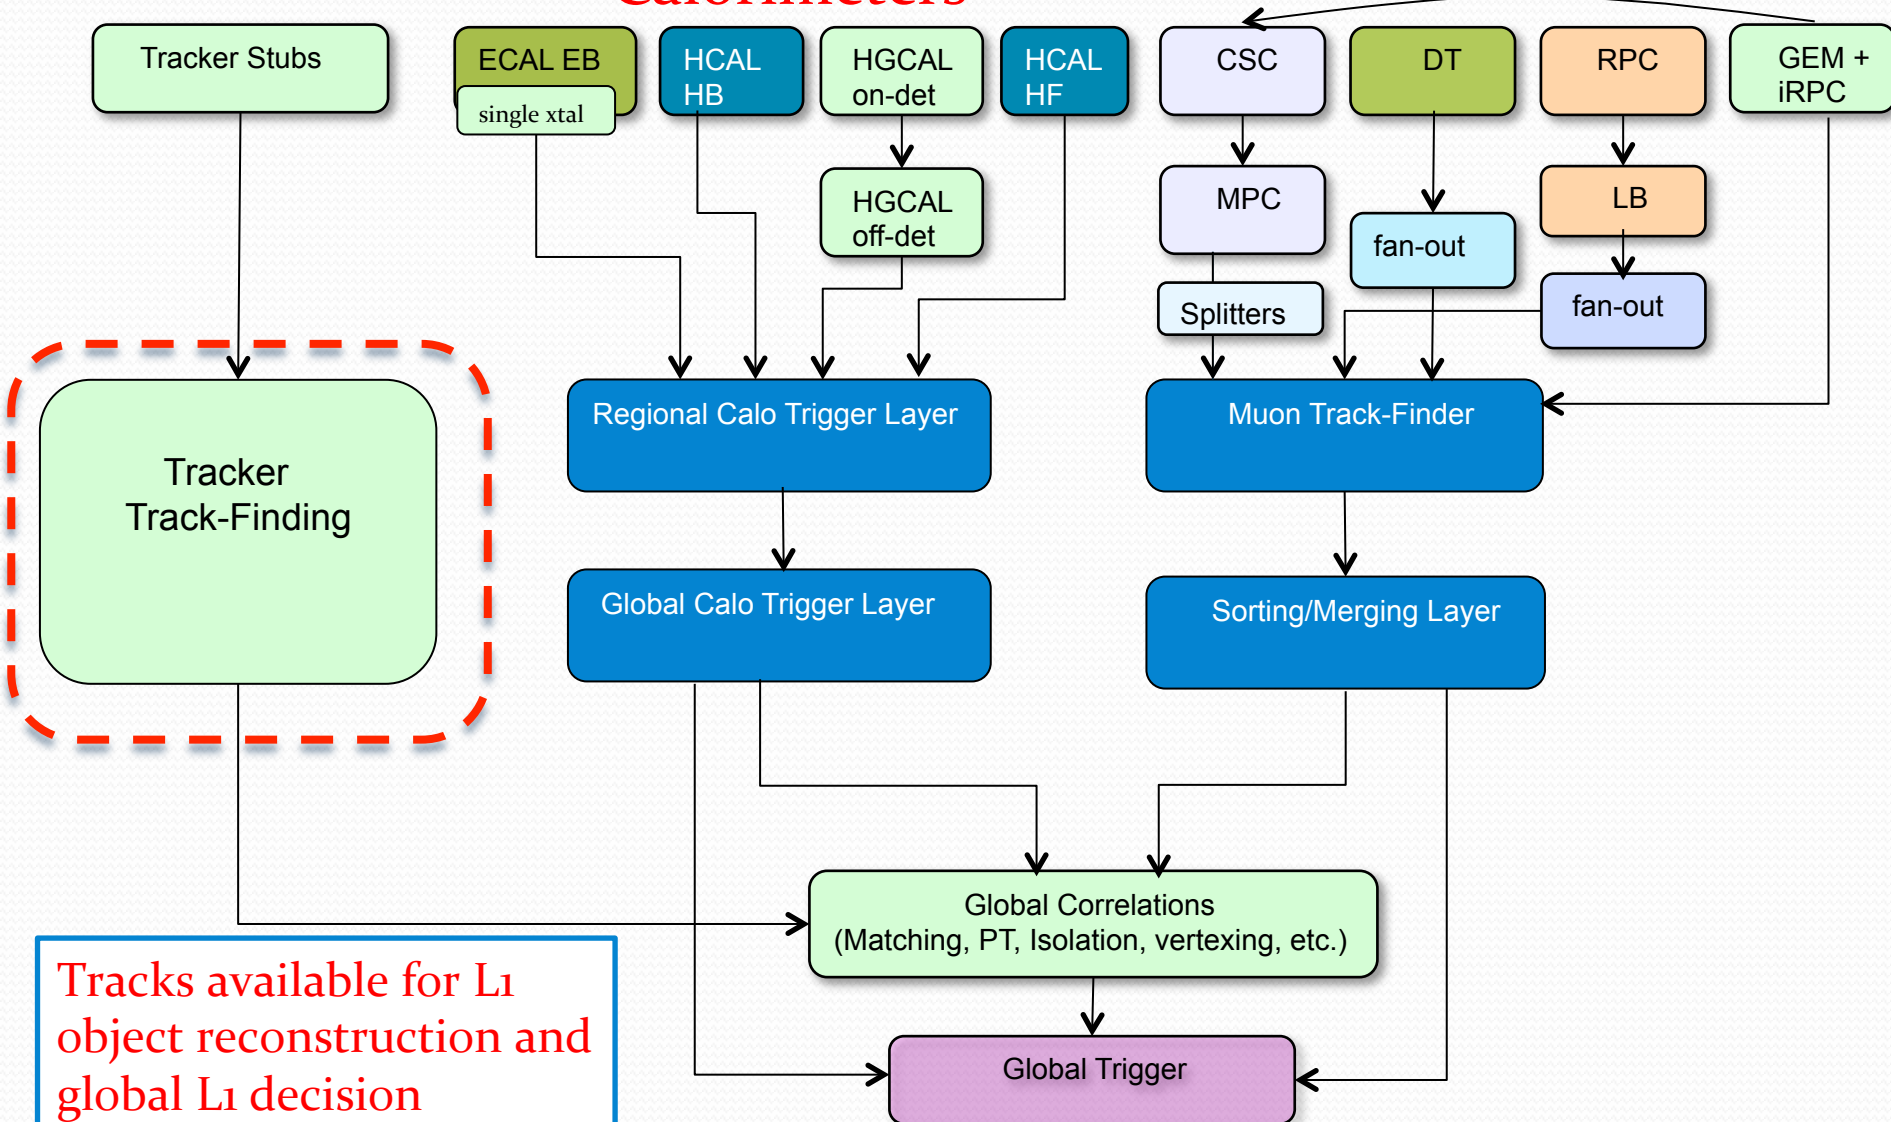 Calorimeters
Tracker Stubs
ECAL EB
single xtal
HCAL
HB
HGCAL
on-det
HCAL
HF
CSC
DT
RPC
GEM +
iRPC
HGCAL
off-det
MPC
fan-out
LB
Splitters
fan-out
Tracker
Track-Finding
Regional Calo Trigger Layer
Muon Track-Finder
Global Calo Trigger Layer
Sorting/Merging Layer
Global Correlations
(Matching, PT, Isolation, vertexing, etc.)
Tracks available for L1
object reconstruction and
global L1 decision
Global Trigger